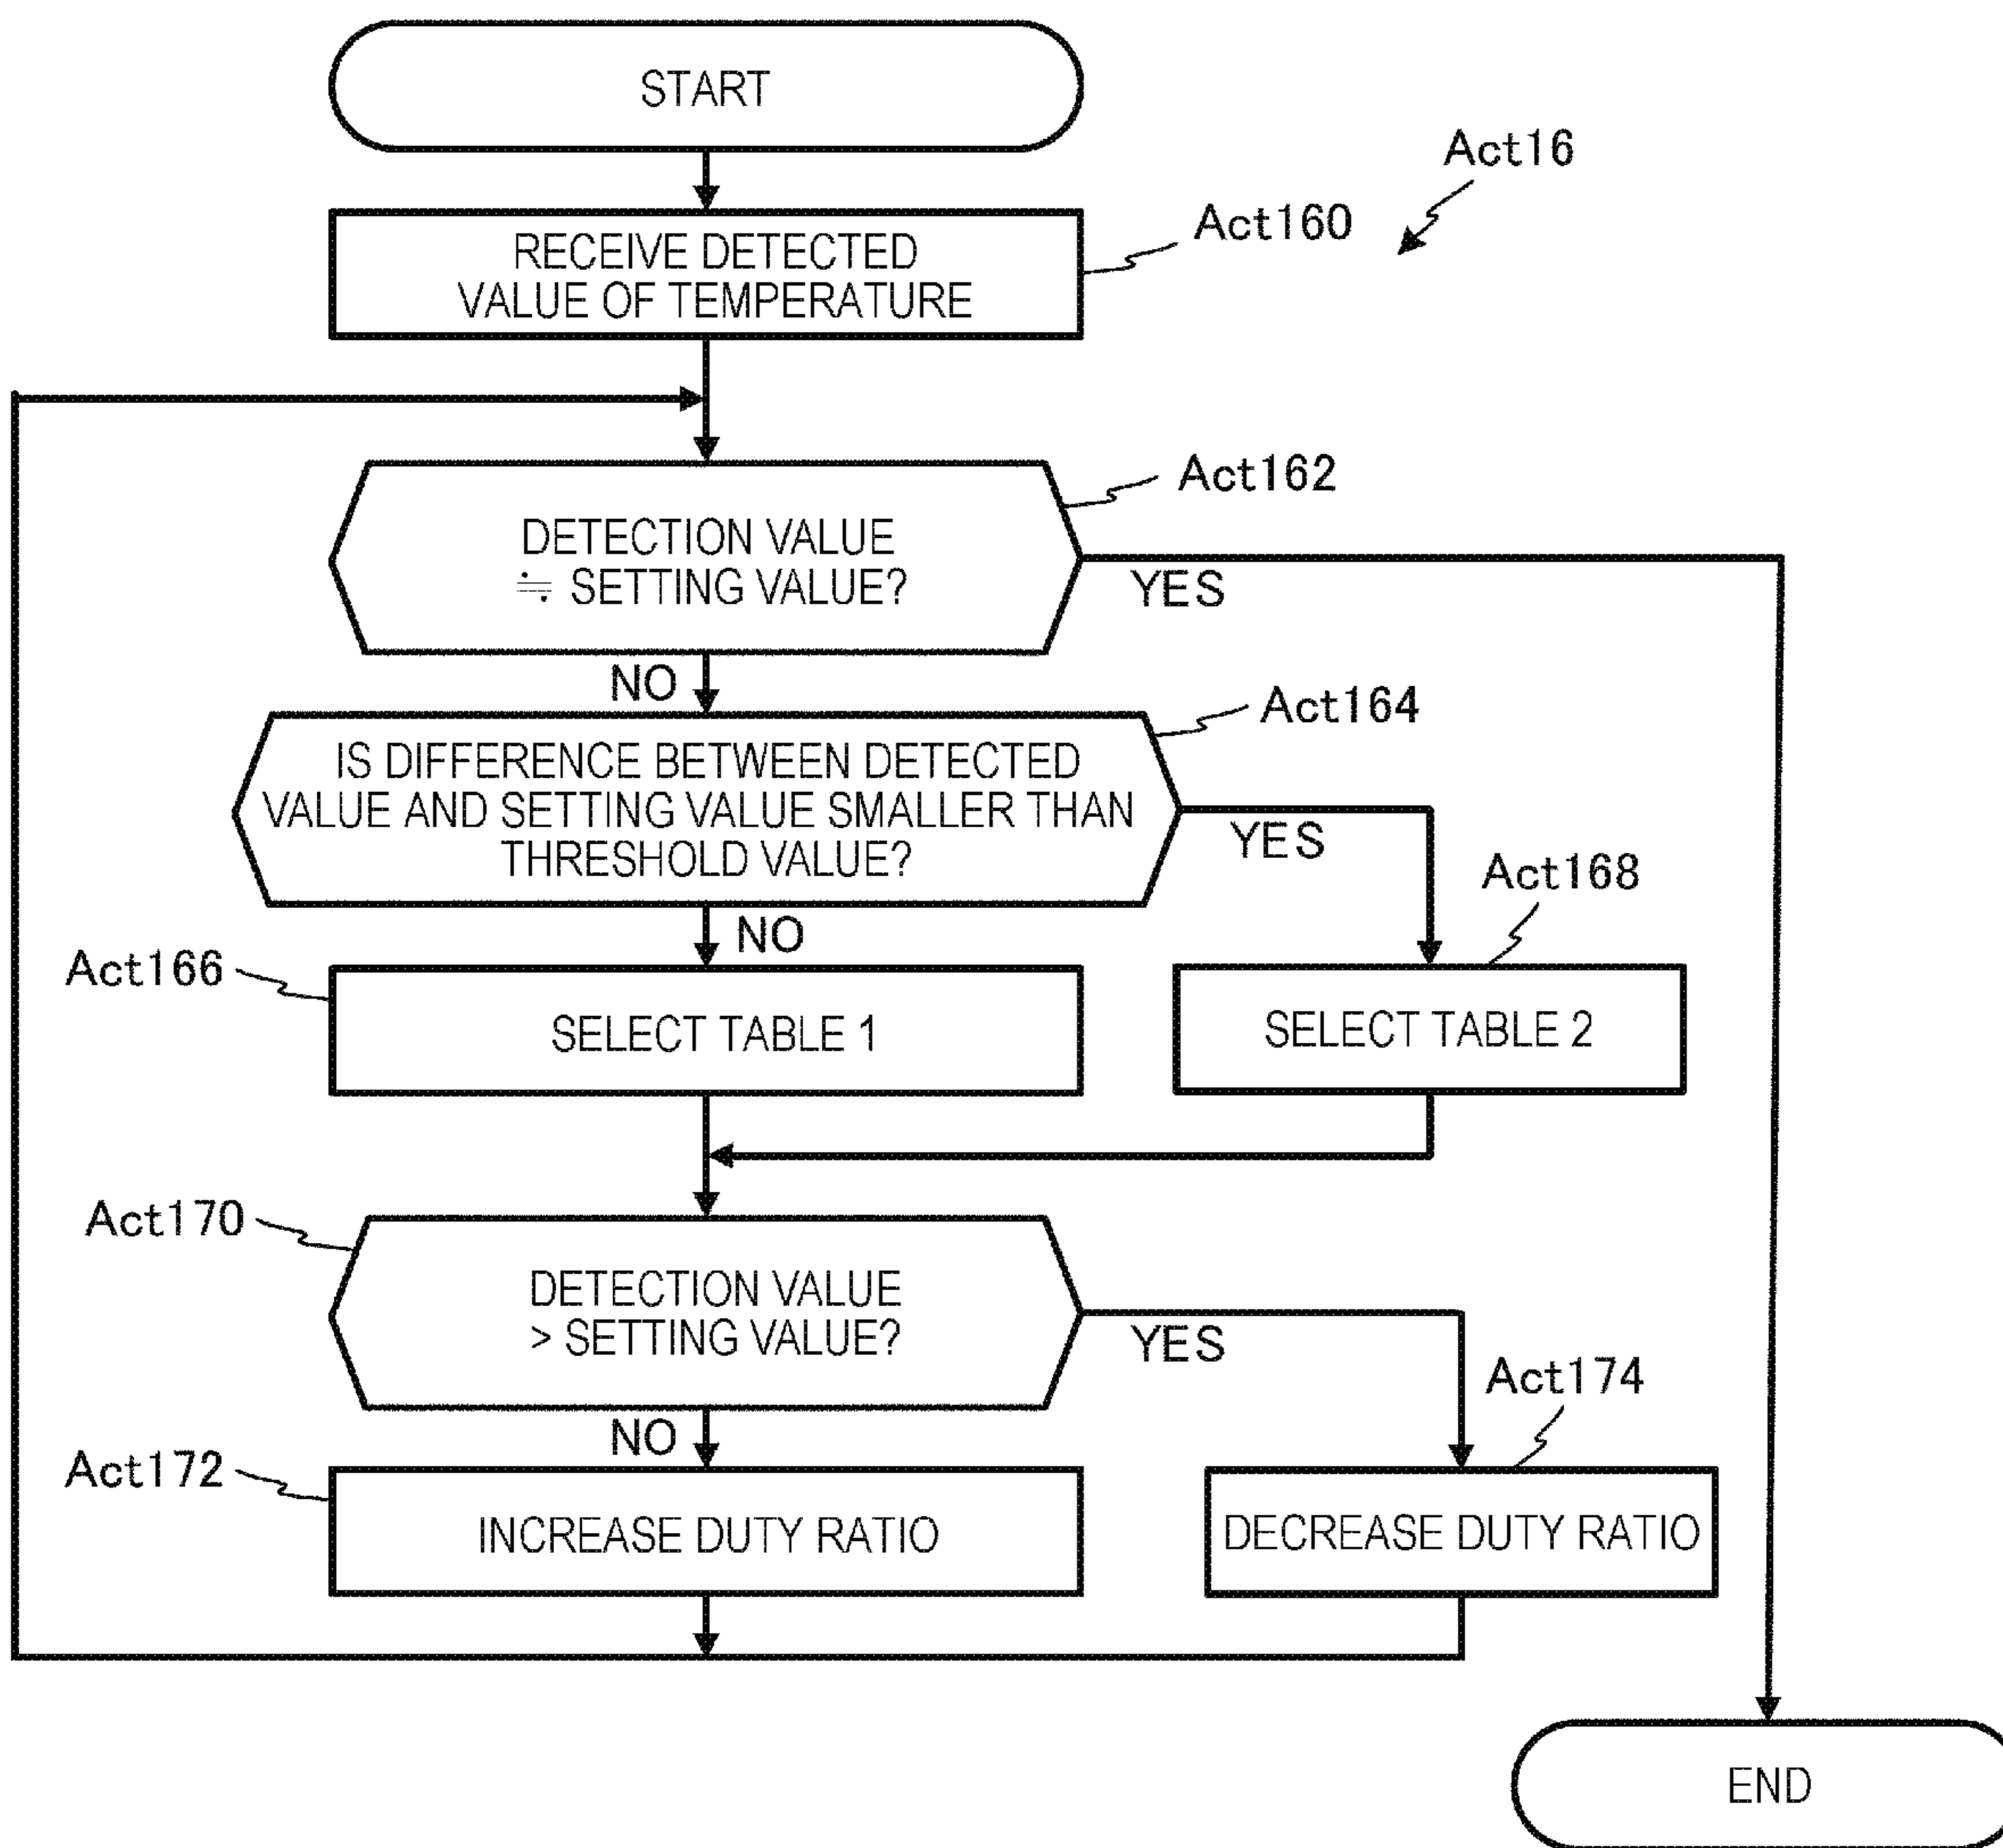 START
Act16
RECEIVE DETECTED
VALUE OF TEMPERATURE
Act160
DETECTION VALUE
≒ SETTING VALUE?
Act162
YES
NO
IS DIFFERENCE BETWEEN DETECTED
VALUE AND SETTING VALUE SMALLER THAN
THRESHOLD VALUE?
Act164
YES
NO
Act166
SELECT TABLE 1
Act168
SELECT TABLE 2
Act170
DETECTION VALUE
> SETTING VALUE?
YES
NO
Act172
INCREASE DUTY RATIO
Act174
DECREASE DUTY RATIO
END